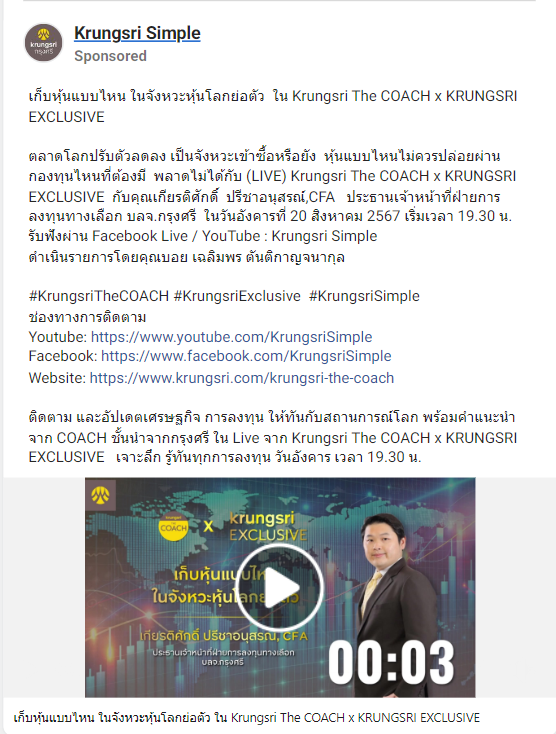 Krungsri Simple
Sponsored
เก็บหุ้นแบบไหน ในจังหวะหุ้นโลกย่อตัว ใน Krungsri The COACH x KRUNGSRI
EXCLUSIVE
ตลาดโลกปรับตัวลดลง เป็นจังหวะเข้าซื้อหรือยัง หุ้นแบบไหนไม่ควรปล่อยผ่าน
กองทุนไหนที่ต้องมี พลาดไม่ได้กับ (LIVE) Krungsri The COACH x KRUNGSRI
EXCLUSIVE กับคุณเกียรติศักดิ์ ปรีชาอนุสรณ์,CFA ประธานเจ้าหน้าที่ฝ่ายการ
ลงทุนทางเลือก บลจ.กรุงศรี ในวันอังคารที่ 20 สิงหาคม 2567 เริ่มเวลา 19.30 น.
รับฟังผ่าน Facebook Live / YouTube : Krungsri Simple
ดำเนินรายการโดยคุณบอย เฉลิมพร ตันติกาญจนากุล
#KrungsriTheCOACH #KrungsriExclusive #KrungsriSimple
ช่องทางการติดตาม
Youtube: https://www.youtube.com/KrungsriSimple
Facebook: https://www.facebook.com/KrungsriSimple
Website: https://www.krungsri.com/krungsri-the-coach
ติดตาม และอัปเดตเศรษฐกิจ การลงทุน ให้ทันกับสถานการณ์โลก พร้อมคำแนะนำ
จาก COACH ชั้นนำจากกรุงศรี ใน Live จาก Krungsri The COACH x KRUNGSRI
EXCLUSIVE เจาะลึก รู้ทันทุกการลงทุน วันอังคาร เวลา 19.30 น.
COACH x krungsri
EXCLUSIVE
เก็บหุ้นแบบไหน
ในจังหวะหุ้นโลกย่อตัว
เกียรติศักดิ์ ปรีชาอนุสรณ์, CFA
ประธานเจ้าหน้าที่ฝ่ายการลงทุนทางเลือก
บลจ.กรุงศรี
00:03
เก็บหุ้นแบบไหน ในจังหวะหุ้นโลกย่อตัว ใน Krungsri The COACH x KRUNGSRI EXCLUSIVE